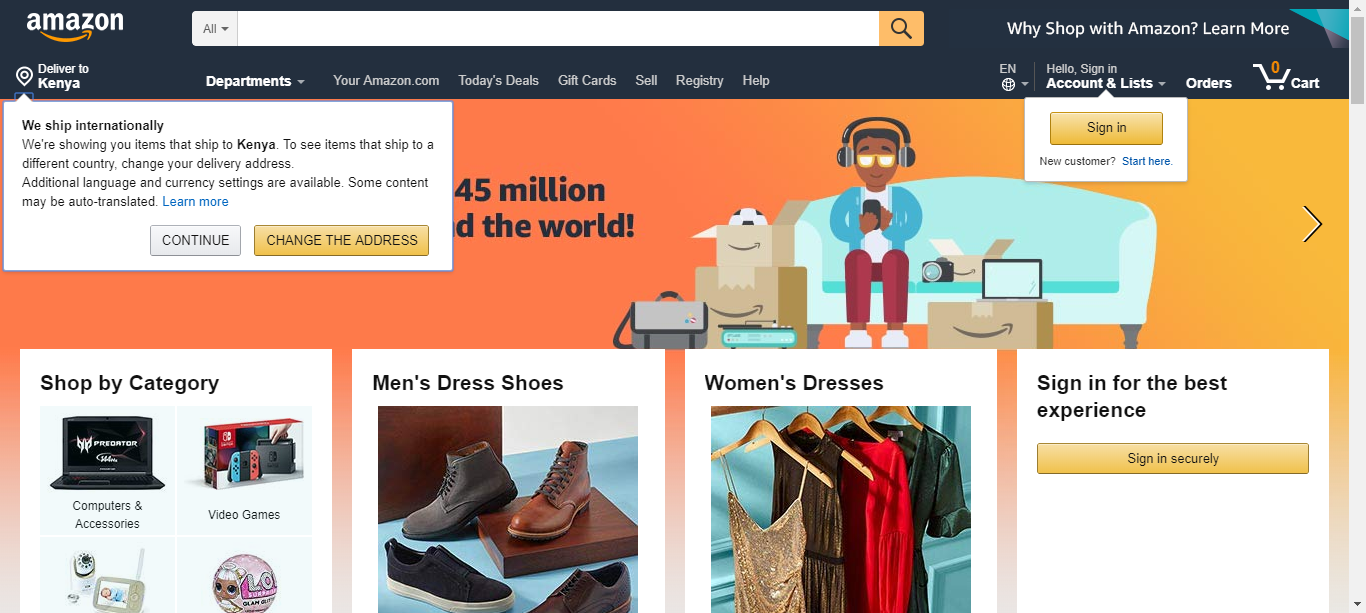 amazon
All
Why Shop with Amazon? Learn More
Deliver to
Kenya
Departments
Your Amazon.com
Today's Deals
Gift Cards
Sell
Registry
Help
EN
Hello, Sign in
Account & Lists
Orders
0
Cart
We ship internationally
We're showing you items that ship to Kenya. To see items that ship to a
different country, change your delivery address.
Additional language and currency settings are available. Some content
may be auto-translated. Learn more
CONTINUE
CHANGE THE ADDRESS
Sign in
New customer? Start here.
45 million
the world!
Shop by Category
Men's Dress Shoes
Women's Dresses
Sign in for the best
experience
Sign in securely
PREDATOR
Computers &
Accessories
Video Games
L.O.L.
SURPRISE